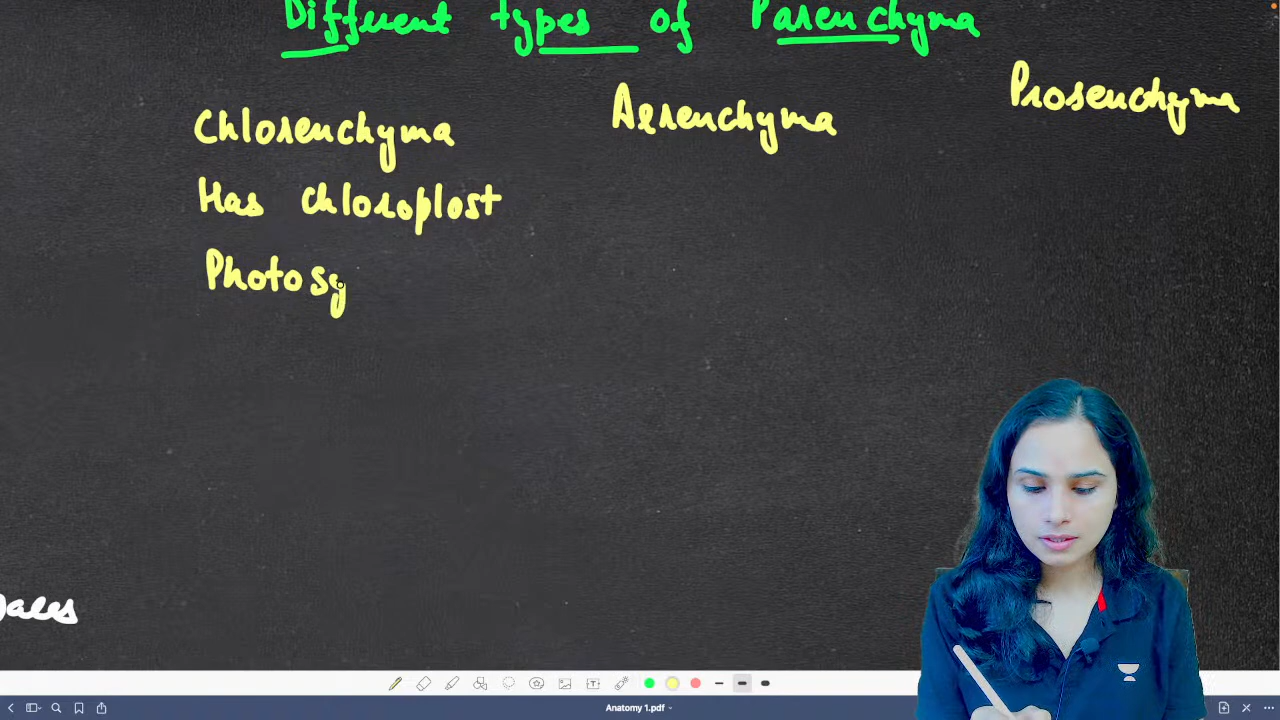 Different types of Parenchyma
Chlorenchyma
Aerenchyma
Prosenchyma
Has chloroplast
Photosy
Anatomy 1.pdf